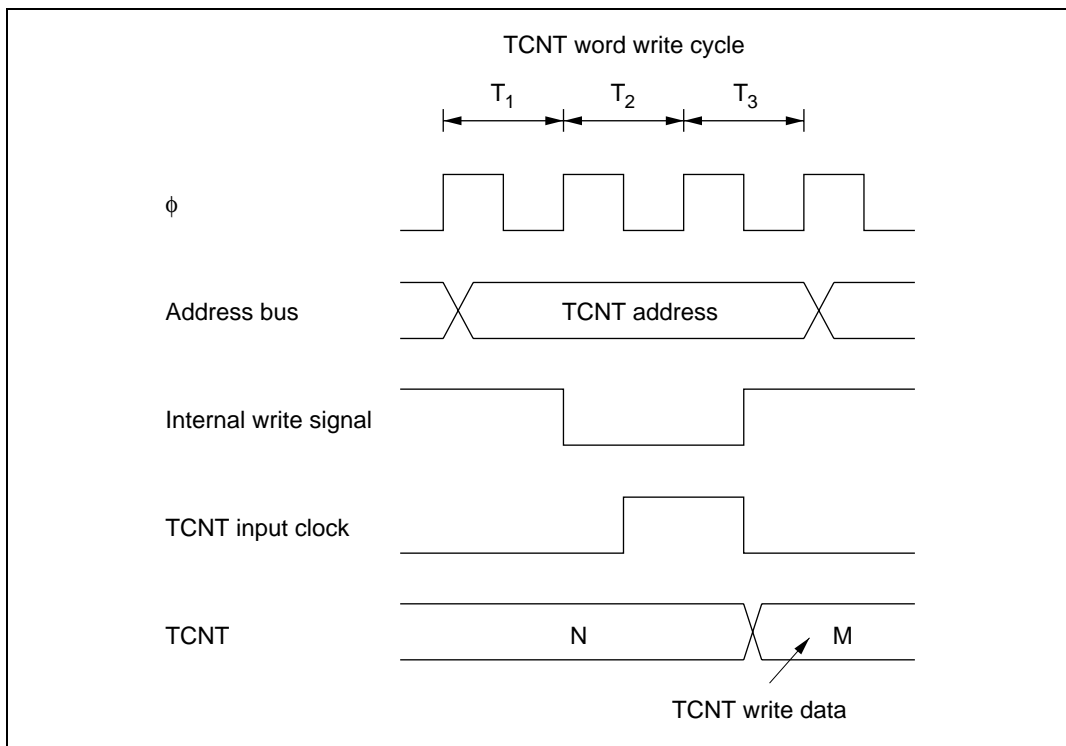 TCNT word write cycle
T1 T2 T3
φ
Address bus
TCNT address
Internal write signal
TCNT input clock
TCNT
N
M
TCNT write data